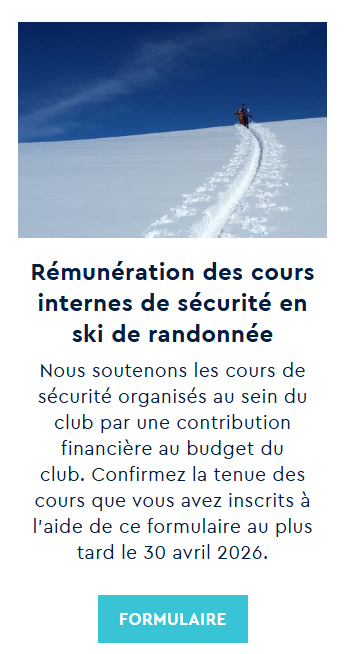 Rémunération des cours
internes de sécurité en
ski de randonnée
Nous soutenons les cours de
sécurité organisés au sein du
club par une contribution
financière au budget du
club. Confirmez la tenue des
cours que vous avez inscrits à
l'aide de ce formulaire au plus
tard le 30 avril 2026.
FORMULAIRE